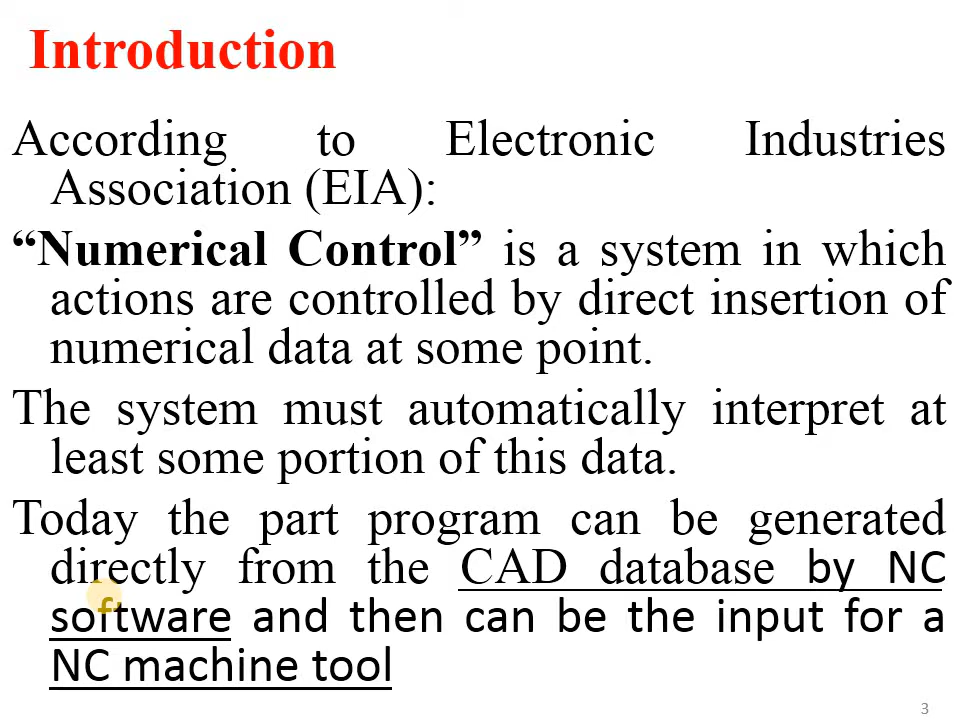 Introduction
According to Electronic Industries
Association (EIA):
“Numerical Control” is a system in which
actions are controlled by direct insertion of
numerical data at some point.
The system must automatically interpret at
least some portion of this data.
Today the part program can be generated
directly from the CAD database by NC
software and then can be the input for a
NC machine tool
3